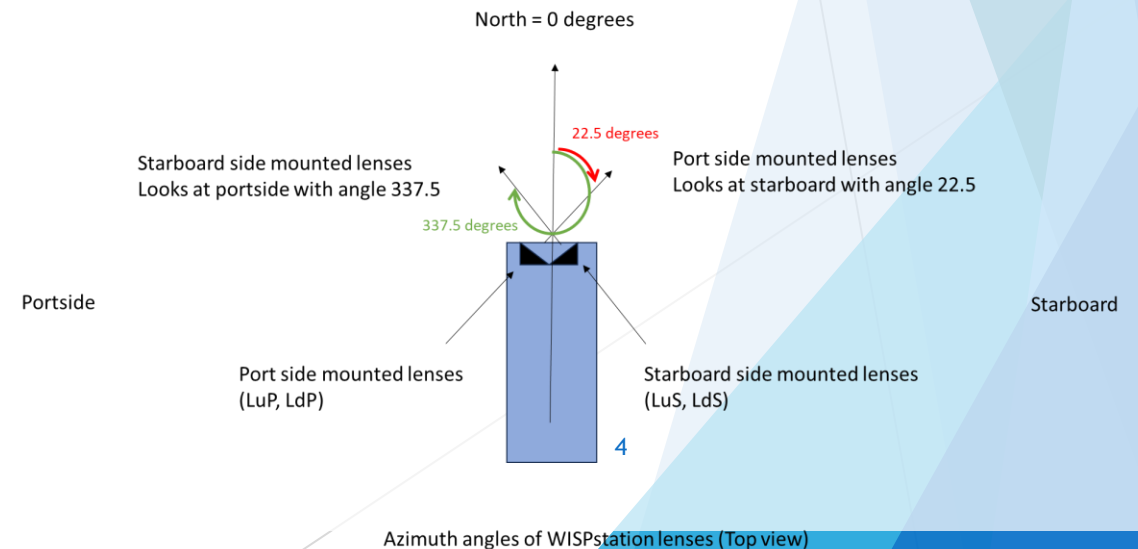 North = 0 degrees
22.5 degrees
Starboard side mounted lenses
Looks at portside with angle 337.5
Port side mounted lenses
Looks at starboard with angle 22.5
337.5 degrees
Portside
Starboard
Port side mounted lenses
(LuP, LdP)
Starboard side mounted lenses
(LuS, LdS)
4
Azimuth angles of WISPstation lenses (Top view)